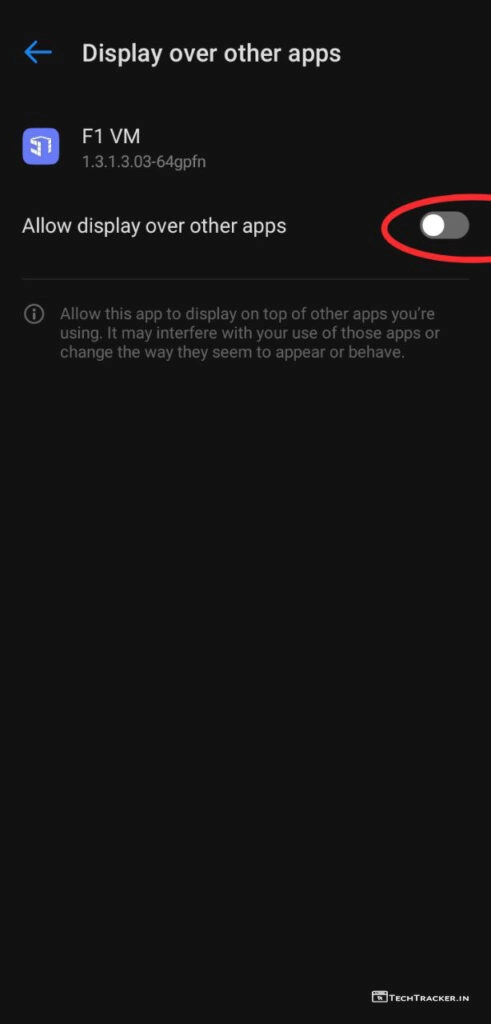 Display over other apps
F1 VM
1.3.1.3.03-64gpfn
Allow display over other apps
Allow this app to display on top of other apps you're
using. It may interfere with your use of those apps or
change the way they seem to appear or behave.
TechTracker.in